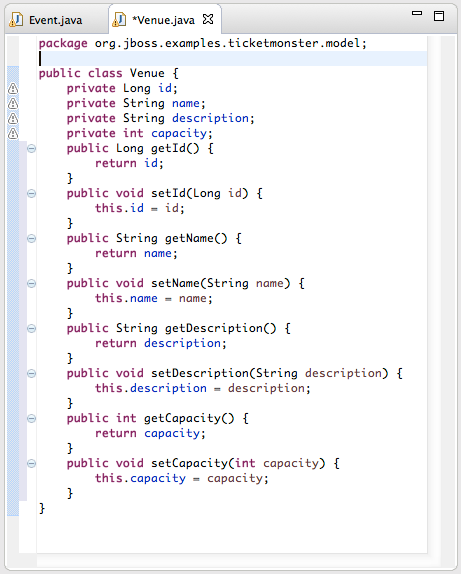 Event.java
*Venue.java
package org.jboss.examples.ticketmonster.model;
public class Venue {
    private Long id;
    private String name;
    private String description;
    private int capacity;
    public Long getId() {
        return id;
    }
    public void setId(Long id) {
        this.id = id;
    }
    public String getName() {
        return name;
    }
    public void setName(String name) {
        this.name = name;
    }
    public String getDescription() {
        return description;
    }
    public void setDescription(String description) {
        this.description = description;
    }
    public int getCapacity() {
        return capacity;
    }
    public void setCapacity(int capacity) {
        this.capacity = capacity;
    }
}